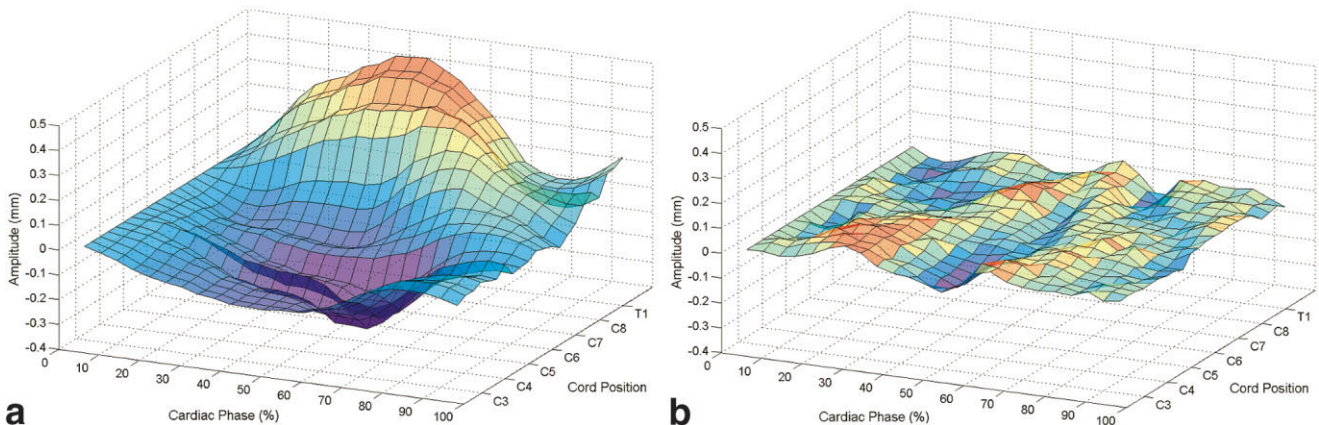 0.5
0.4
0.3
0.2
0.1
0
-0.1
-0.2
-0.3
-0.4
Amplitude (mm)
0
10
20
30
40
50
60
70
80
90
100
Cardiac Phase (%)
C3
C4
C5
C6
C7
C8
T1
Cord Position
a
0.5
0.4
0.3
0.2
0.1
0
-0.1
-0.2
-0.3
-0.4
Amplitude (mm)
0
10
20
30
40
50
60
70
80
90
100
Cardiac Phase (%)
C3
C4
C5
C6
C7
C8
T1
Cord Position
b